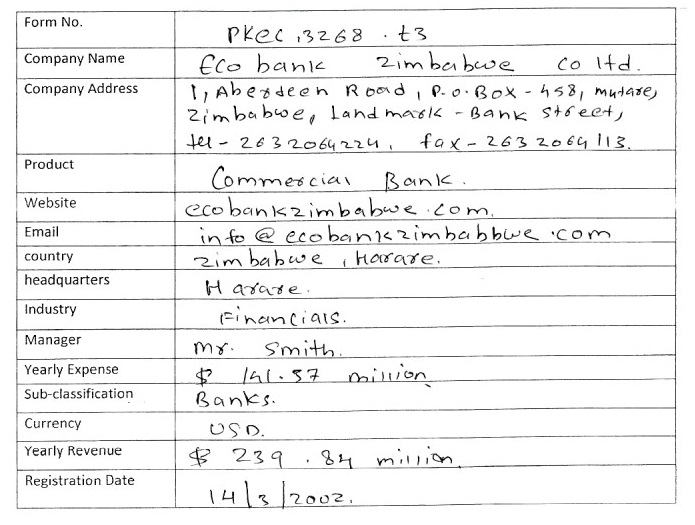 Form No. PKEC 13268 . t3
Company Name Eco bank Zimbabwe Co ltd.
Company Address 1, Aberdeen Road, P.O. Box - 458, mutare,
Zimbabwe, Landmark - Bank Street,
tel - 2632064224, fax - 2632064113.
Product Commercial Bank.
Website ecobankzimbabwe.com.
Email info@ecobankzimbabbwe.com
country Zimbabwe, Harare.
headquarters Harare.
Industry Financials.
Manager Mr. Smith.
Yearly Expense $ 141.57 million
Sub-classification Banks.
Currency USD.
Yearly Revenue $ 239.84 million.
Registration Date 14/3/2002.